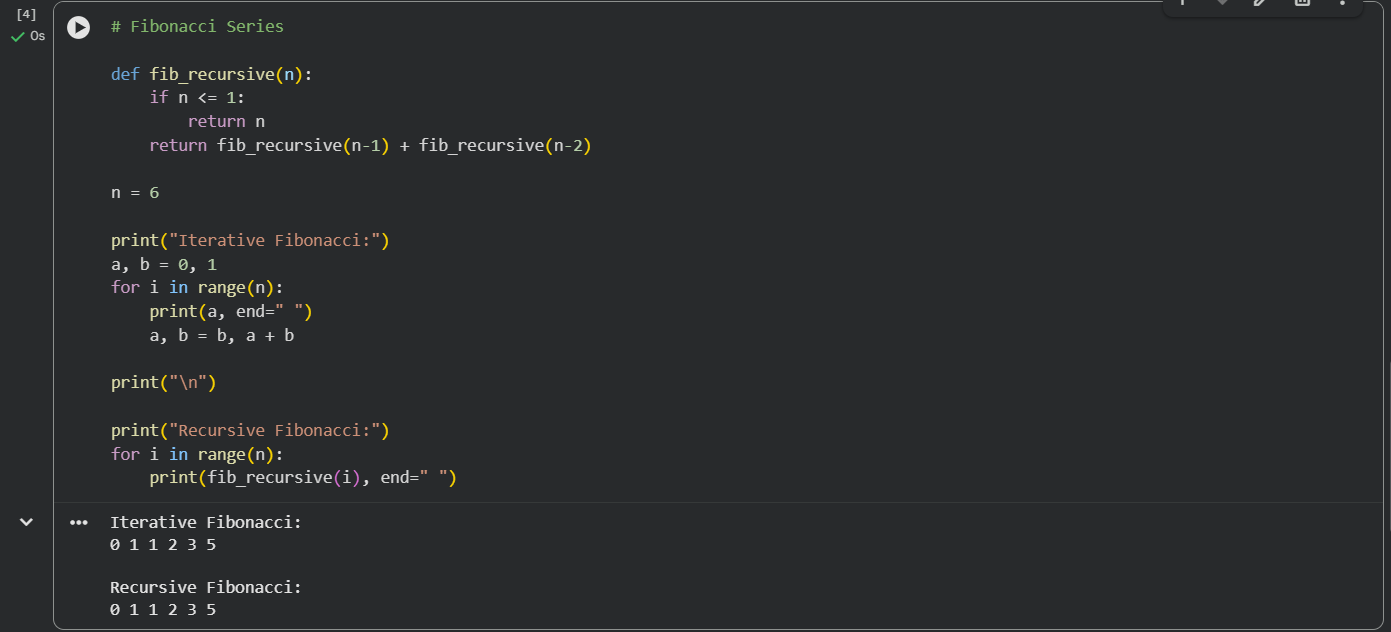 [4]
0s
# Fibonacci Series

def fib_recursive(n):
    if n <= 1:
        return n
    return fib_recursive(n-1) + fib_recursive(n-2)

n = 6

print("Iterative Fibonacci:")
a, b = 0, 1
for i in range(n):
    print(a, end=" ")
    a, b = b, a + b

print("\n")

print("Recursive Fibonacci:")
for i in range(n):
    print(fib_recursive(i), end=" ")

Iterative Fibonacci:
0 1 1 2 3 5

Recursive Fibonacci:
0 1 1 2 3 5